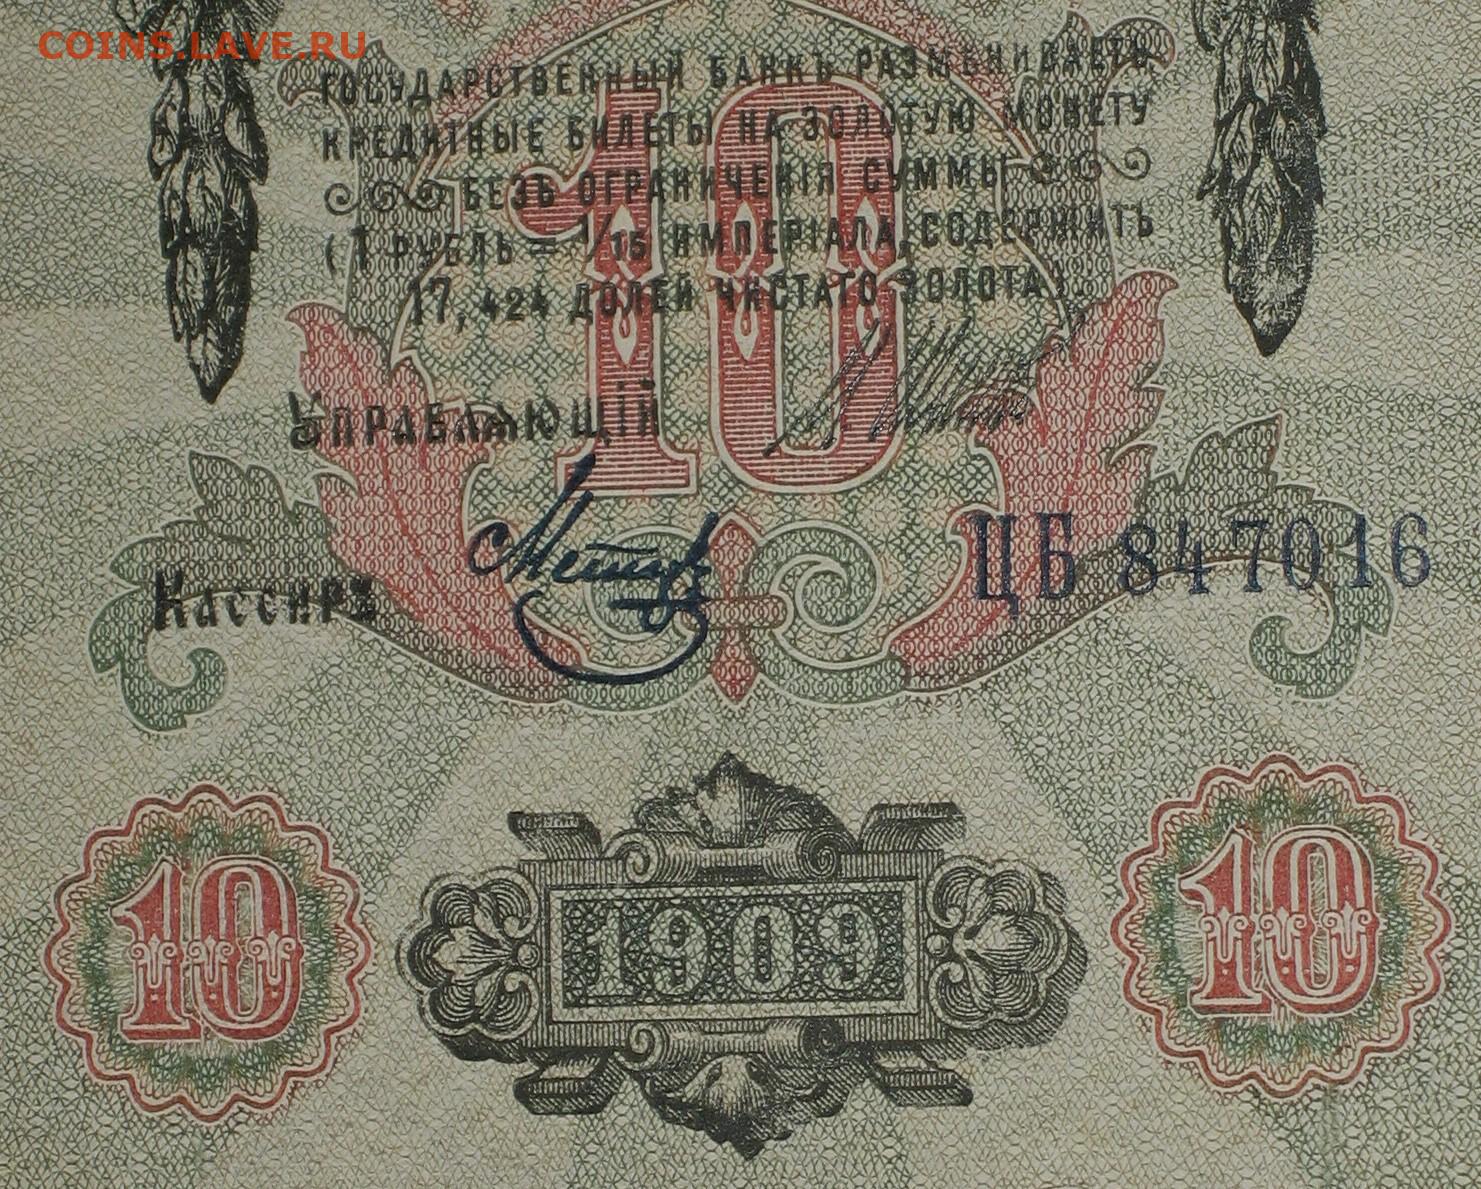 COINS.LAVE.RU
ГОСУДАРСТВЕННЫЙ БАНКЪ РАЗМѢНИВАЕТЪ
КРЕДИТНЫЕ БИЛЕТЫ НА ЗОЛОТУЮ МОНЕТУ
БЕЗЪ ОГРАНИЧЕНІЯ СУММЫ
(1 РУБЛЬ = 1/15 ИМПЕРІАЛА, СОДЕРЖИТЪ
17,424 ДОЛЕЙ ЧИСТАГО ЗОЛОТА)
10
УПРАВЛЯЮЩІЙ
ЦБ 847016
Кассиръ
10 1909 10